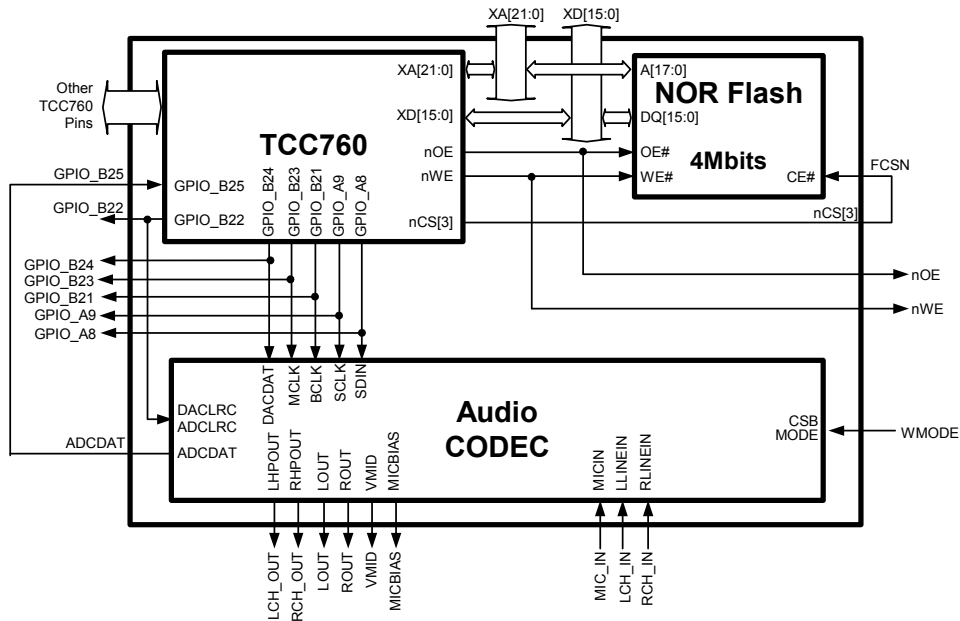 XA[21:0] XD[15:0]
XA[21:0]
A[17:0]
NOR Flash
Other
TCC760
Pins
XD[15:0]
DQ[15:0]
TCC760
nOE
OE#
4Mbits
FCSN
GPIO_B25
GPIO_B25
nWE
WE#
CE#
GPIO_B22
GPIO_B22
GPIO_B24
GPIO_B23
GPIO_B21
GPIO_A9
GPIO_A8
nCS[3]
nCS[3]
GPIO_B24
GPIO_B23
GPIO_B21
GPIO_A9
GPIO_A8
nOE
nWE
DACDAT
MCLK
BCLK
SCLK
SDIN
DACLRC
ADCLRC
Audio
CODEC
CSB
MODE
WMODE
ADCDAT
ADCDAT
LHPOUT
RHPOUT
LOUT
ROUT
VMID
MICBIAS
MICIN
LLINEIN
RLINEIN
LCH_OUT
RCH_OUT
LOUT
ROUT
VMID
MICBIAS
MIC_IN
LCH_IN
RCH_IN